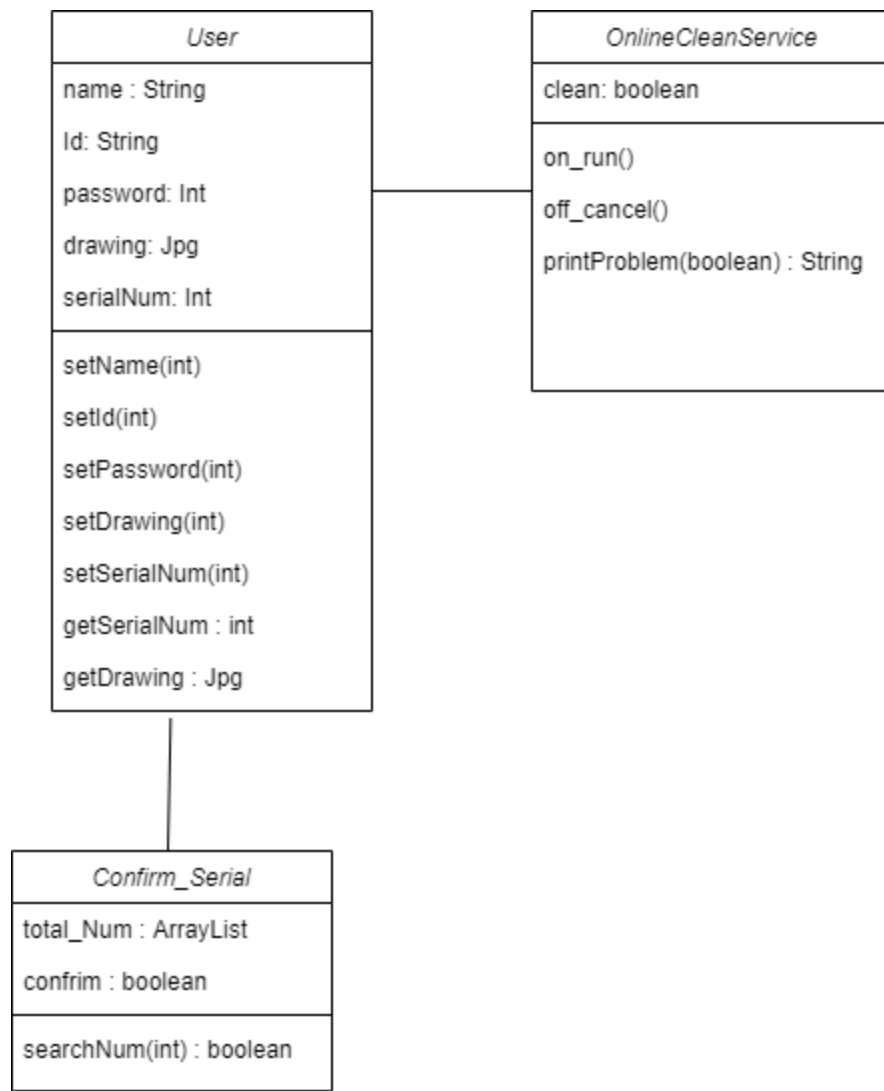 User
name : String
Id: String
password: Int
drawing: Jpg
serialNum: Int
setName(int)
setId(int)
setPassword(int)
setDrawing(int)
setSerialNum(int)
getSerialNum : int
getDrawing : Jpg
OnlineCleanService
clean: boolean
on_run()
off_cancel()
printProblem(boolean) : String
Confirm_Serial
total_Num : ArrayList
confrim : boolean
searchNum(int) : boolean